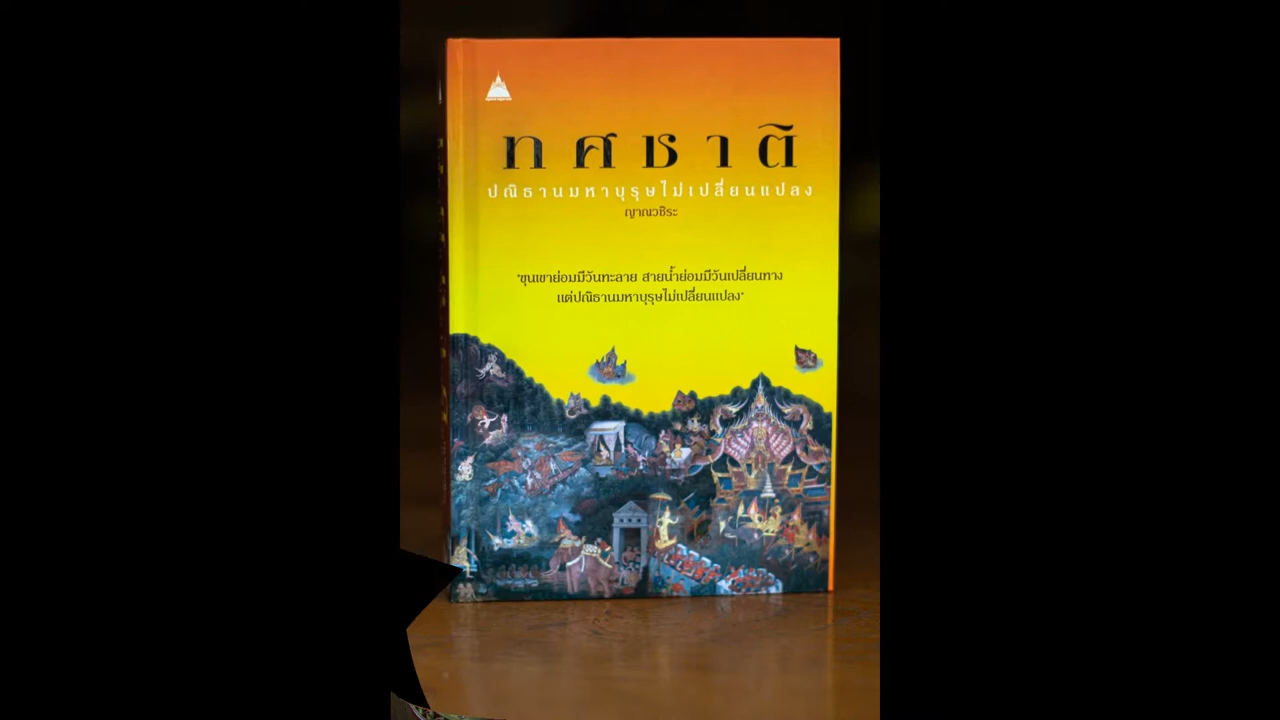 ทศชาติ
ปณิธานมหาบุรุษไม่เปลี่ยนแปลง
ญาณวชิระ
"ขุนเขาย่อมมีวันทะลาย สายน้ำย่อมมีวันเปลี่ยนทาง
แต่ปณิธานมหาบุรุษไม่เปลี่ยนแปลง"